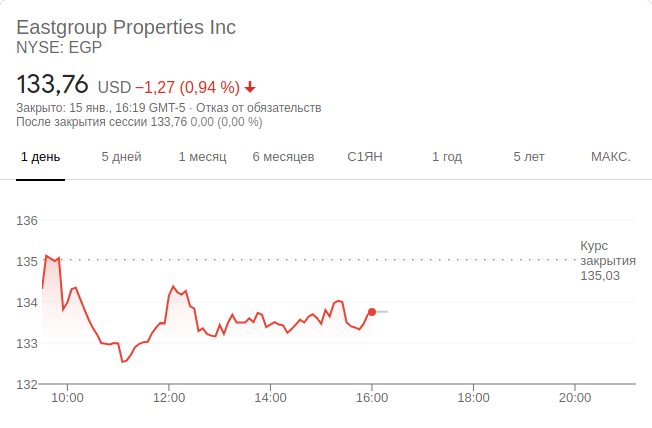 Eastgroup Properties Inc
NYSE: EGP
133,76 USD −1,27 (0,94 %)
Закрыто: 15 янв., 16:19 GMT-5 · Отказ от обязательств
После закрытия сессии 133,76 0,00 (0,00 %)
1 день 5 дней 1 месяц 6 месяцев С1ЯН 1 год 5 лет МАКС.
136
135
134
133
132
Курс
закрытия
135,03
10:00 12:00 14:00 16:00 18:00 20:00